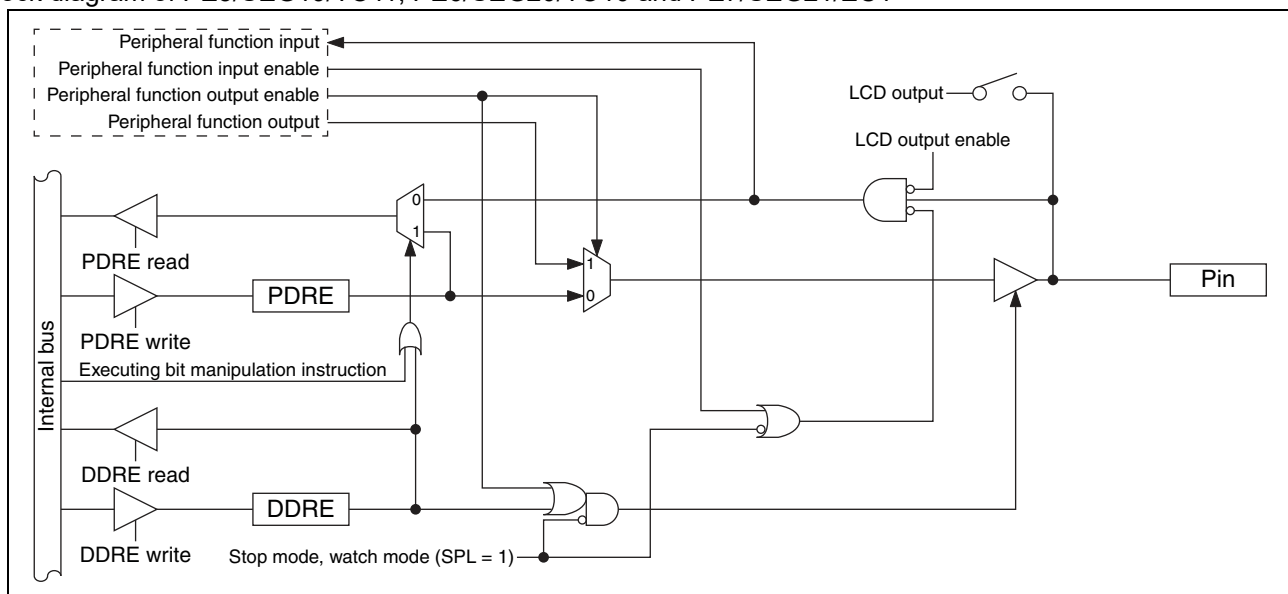 Peripheral function input
Peripheral function input enable
Peripheral function output enable
Peripheral function output
LCD output
LCD output enable
0
1
PDRE read
PDRE
1
0
Pin
PDRE write
Internal bus
Executing bit manipulation instruction
DDRE read
DDRE
DDRE write
Stop mode, watch mode (SPL = 1)